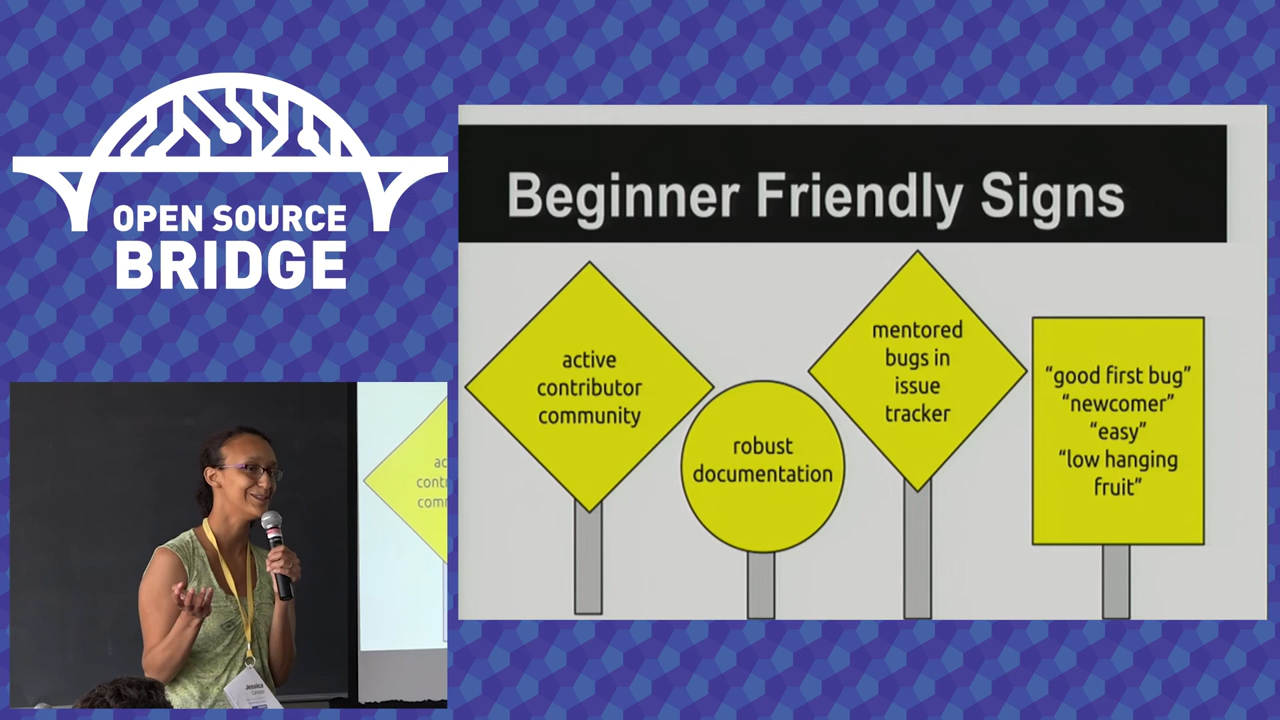 OPEN SOURCE
BRIDGE
Beginner Friendly Signs
active
contributor
community
robust
documentation
mentored
bugs in
issue
tracker
“good first bug”
“newcomer”
“easy”
“low hanging
fruit”
Jessica